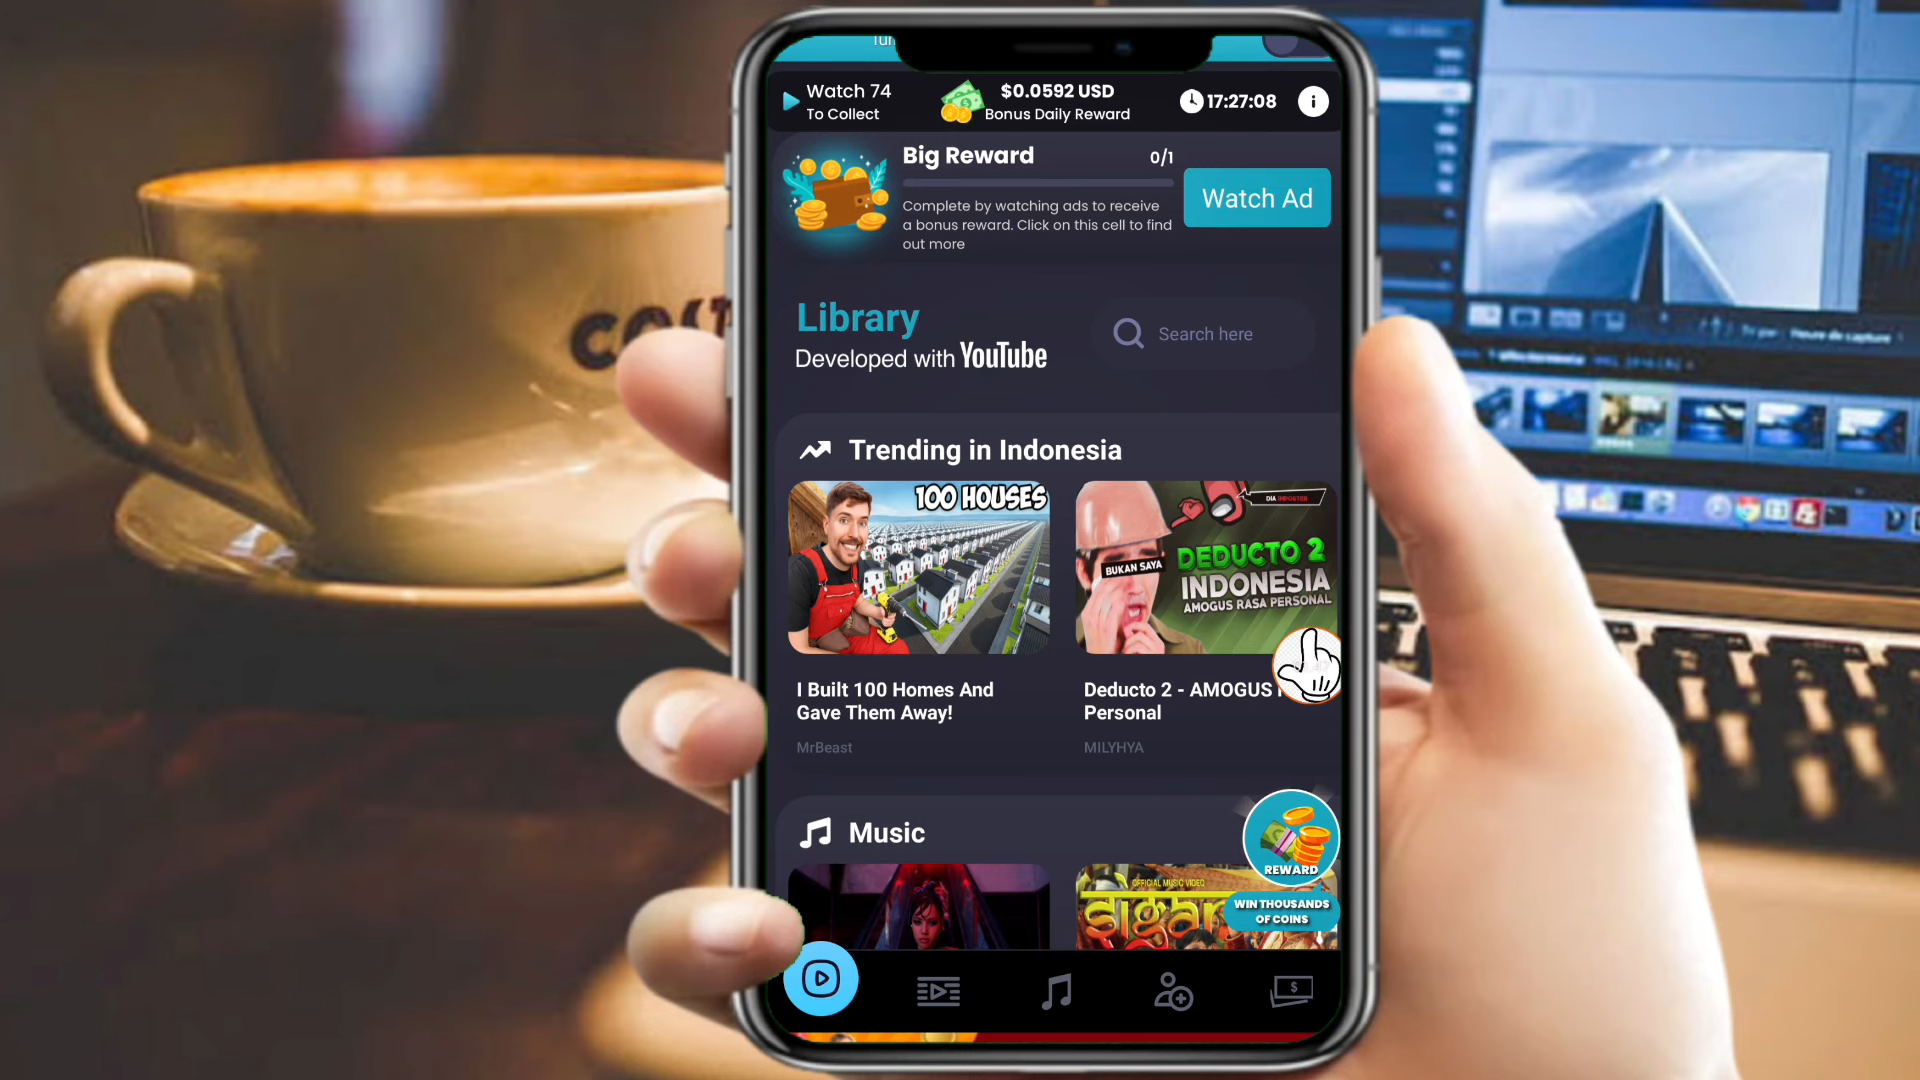 Watch 74
To Collect
$0.0592 USD
Bonus Daily Reward
17:27:08
Big Reward
0/1
Complete by watching ads to receive
a bonus reward. Click on this cell to find
out more
Watch Ad
Library
Developed with YouTube
Search here
Trending in Indonesia
100 HOUSES
DIA IMPOSTER
BUKAN SAYA
DEDUCTO 2
INDONESIA
AMOGUS RASA PERSONAL
I Built 100 Homes And
Gave Them Away!
MrBeast
Deducto 2 - AMOGUS
Personal
MILYHYA
Music
OFFICIAL MUSIC VIDEO
REWARD
WIN THOUSANDS
OF COINS